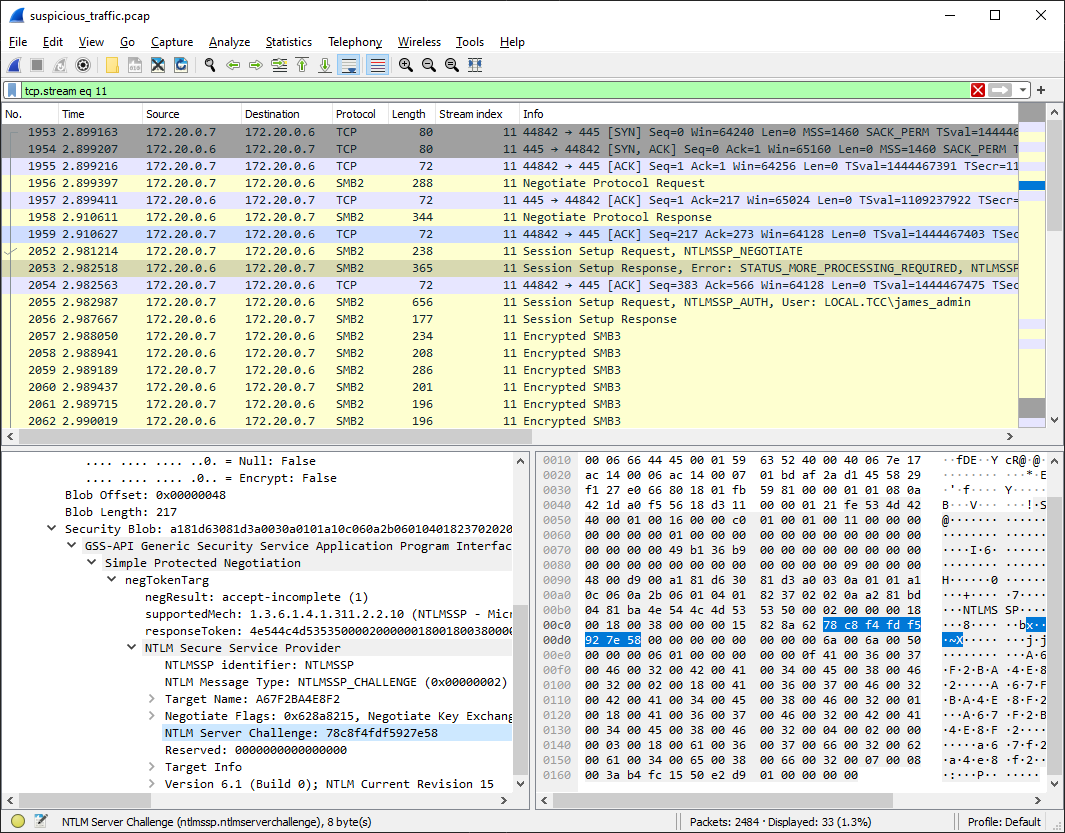 suspicious_traffic.pcap
File Edit View Go Capture Analyze Statistics Telephony Wireless Tools Help
tcp.stream eq 11
No. Time Source Destination Protocol Length Stream index Info
1953 2.899163 172.20.0.7 172.20.0.6 TCP 80 11 44842 → 445 [SYN] Seq=0 Win=64240 Len=0 MSS=1460 SACK_PERM TSval=144446
1954 2.899207 172.20.0.6 172.20.0.7 TCP 80 11 445 → 44842 [SYN, ACK] Seq=0 Ack=1 Win=65160 Len=0 MSS=1460 SACK_PERM T
1955 2.899216 172.20.0.7 172.20.0.6 TCP 72 11 44842 → 445 [ACK] Seq=1 Ack=1 Win=64256 Len=0 TSval=1444467391 TSecr=11
1956 2.899397 172.20.0.7 172.20.0.6 SMB2 288 11 Negotiate Protocol Request
1957 2.899411 172.20.0.6 172.20.0.7 TCP 72 11 445 → 44842 [ACK] Seq=1 Ack=217 Win=65024 Len=0 TSval=1109237922 TSecr=
1958 2.910611 172.20.0.6 172.20.0.7 SMB2 344 11 Negotiate Protocol Response
1959 2.910627 172.20.0.7 172.20.0.6 TCP 72 11 44842 → 445 [ACK] Seq=217 Ack=273 Win=64128 Len=0 TSval=1444467403 TSec
2052 2.981214 172.20.0.7 172.20.0.6 SMB2 238 11 Session Setup Request, NTLMSSP_NEGOTIATE
2053 2.982518 172.20.0.6 172.20.0.7 SMB2 365 11 Session Setup Response, Error: STATUS_MORE_PROCESSING_REQUIRED, NTLMSSP
2054 2.982563 172.20.0.7 172.20.0.6 TCP 72 11 44842 → 445 [ACK] Seq=383 Ack=566 Win=64128 Len=0 TSval=1444467475 TSec
2055 2.982987 172.20.0.7 172.20.0.6 SMB2 656 11 Session Setup Request, NTLMSSP_AUTH, User: LOCAL.TCC\james_admin
2056 2.987667 172.20.0.6 172.20.0.7 SMB2 177 11 Session Setup Response
2057 2.988050 172.20.0.7 172.20.0.6 SMB2 234 11 Encrypted SMB3
2058 2.988941 172.20.0.6 172.20.0.7 SMB2 208 11 Encrypted SMB3
2059 2.989189 172.20.0.7 172.20.0.6 SMB2 286 11 Encrypted SMB3
2060 2.989437 172.20.0.6 172.20.0.7 SMB2 201 11 Encrypted SMB3
2061 2.989715 172.20.0.7 172.20.0.6 SMB2 196 11 Encrypted SMB3
2062 2.990019 172.20.0.6 172.20.0.7 SMB2 196 11 Encrypted SMB3
.... .... .... ..0. = Null: False
.... .... .... .0.. = Encrypt: False
Blob Offset: 0x00000048
Blob Length: 217
Security Blob: a181d63081d3a0030a0101a10c060a2b06010401823702020
GSS-API Generic Security Service Application Program Interfac
Simple Protected Negotiation
negTokenTarg
negResult: accept-incomplete (1)
supportedMech: 1.3.6.1.4.1.311.2.2.10 (NTLMSSP - Micr
responseToken: 4e544c4d535350000200000018001800380000
NTLM Secure Service Provider
NTLMSSP identifier: NTLMSSP
NTLM Message Type: NTLMSSP_CHALLENGE (0x00000002)
Target Name: A67F2BA4E8F2
Negotiate Flags: 0x628a8215, Negotiate Key Exchang
NTLM Server Challenge: 78c8f4fdf5927e58
Reserved: 0000000000000000
Target Info
Version 6.1 (Build 0); NTLM Current Revision 15
0010 00 06 66 44 45 00 01 59 63 52 40 00 40 06 7e 17 ··fDE··Y cR@·@·~·
0020 ac 14 00 06 ac 14 00 07 01 bd af 2a d1 45 58 29
0030 f1 27 e0 66 80 18 01 fb 59 81 00 00 01 01 08 0a
0040 42 1d a0 f5 56 18 d3 11 00 00 01 21 fe 53 4d 42
0050 40 00 01 00 16 00 00 c0 01 00 01 00 11 00 00 00
0060 00 00 00 00 01 00 00 00 00 00 00 00 00 00 00 00
0070 00 00 00 00 49 b1 36 b9 00 00 00 00 00 00 00 00
0080 00 00 00 00 00 00 00 00 00 00 00 00 09 00 00 00
0090 48 00 d9 00 a1 81 d6 30 81 d3 a0 03 0a 01 01 a1
00a0 0c 06 0a 2b 06 01 04 01 82 37 02 02 0a a2 81 bd
00b0 04 81 ba 4e 54 4c 4d 53 53 50 00 02 00 00 00 18
00c0 00 18 00 38 00 00 00 15 82 8a 62 78 c8 f4 fd f5
00d0 92 7e 58 00 00 00 00 00 00 00 00 6a 00 6a 00 50
00e0 00 00 00 06 01 00 00 00 00 00 0f 41 00 36 00 37
00f0 00 46 00 32 00 42 00 41 00 34 00 45 00 38 00 46
0100 00 32 00 02 00 18 00 41 00 36 00 37 00 46 00 32
0110 00 42 00 41 00 34 00 45 00 38 00 46 00 32 00 01
0120 00 18 00 41 00 36 00 37 00 46 00 32 00 42 00 41
0130 00 34 00 45 00 38 00 46 00 32 00 04 00 02 00 00
0140 00 03 00 18 00 61 00 36 00 37 00 66 00 32 00 62
0150 00 61 00 34 00 65 00 38 00 66 00 32 00 07 00 08
0160 00 3a b4 fc 15 50 e2 d9 01 00 00 00 00
NTLM Server Challenge (ntlmssp.ntlmserverchallenge), 8 byte(s) Packets: 2484 · Displayed: 33 (1.3%) Profile: Default